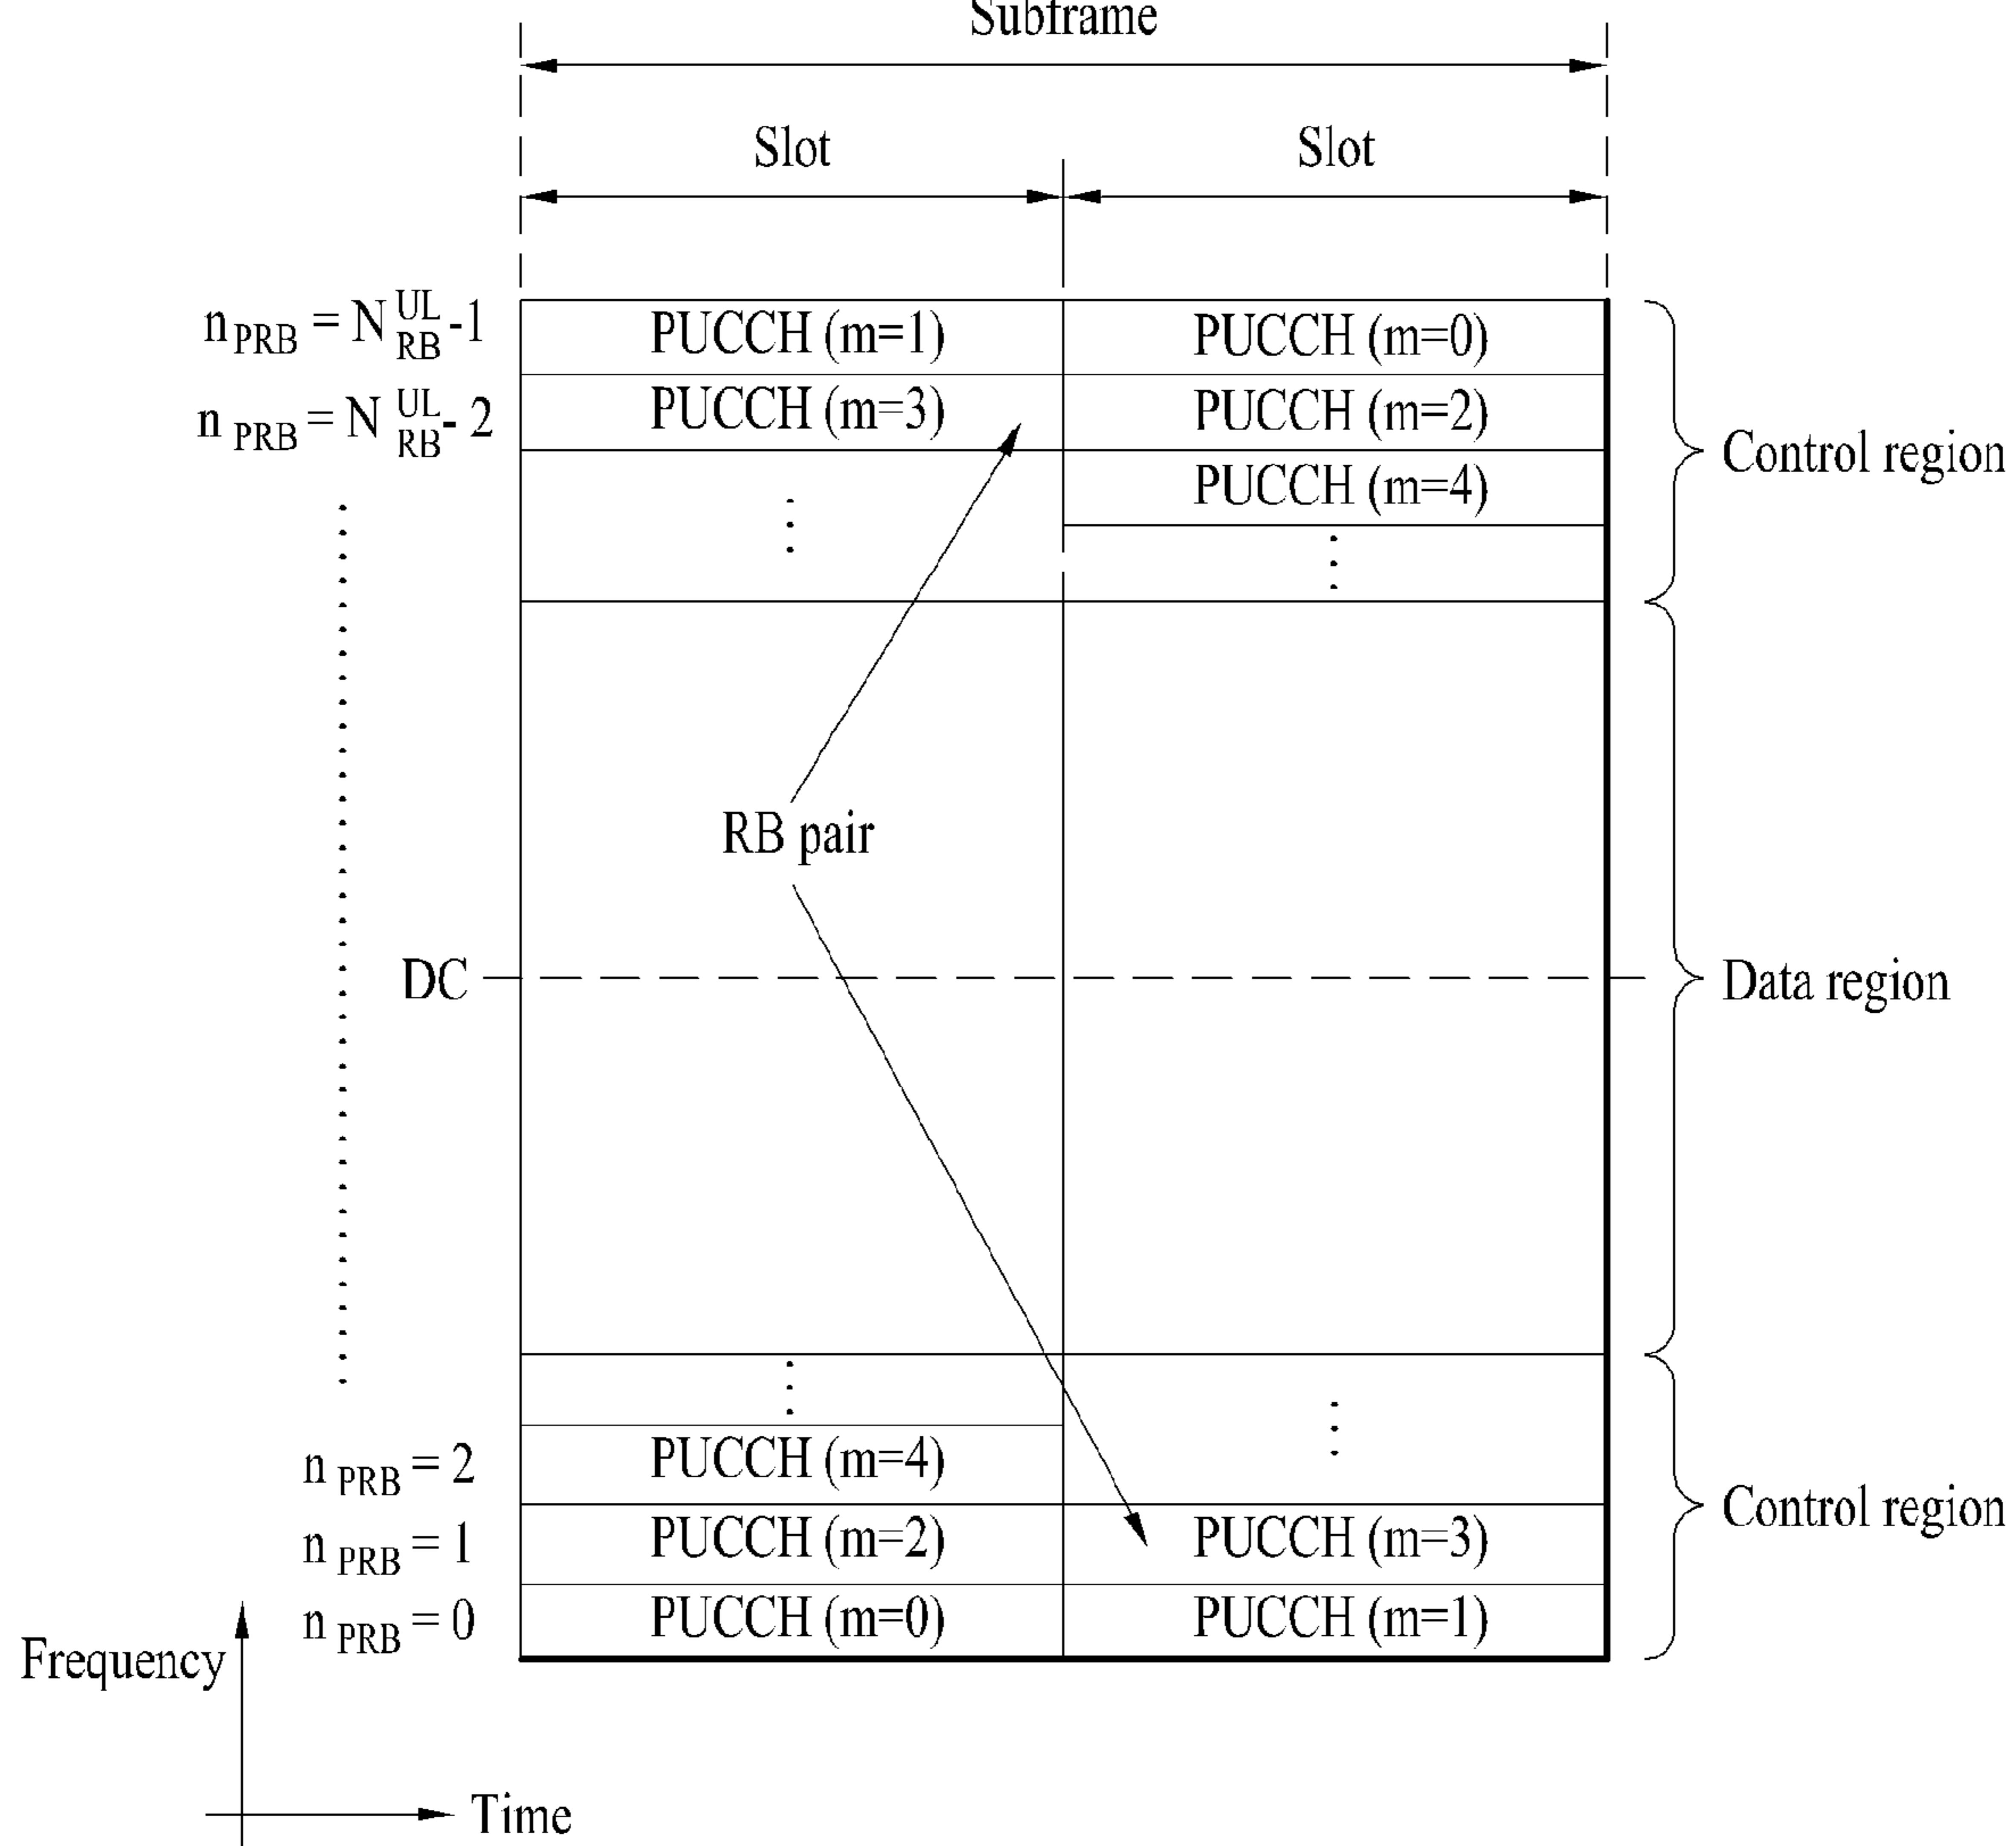 Subframe
Slot Slot
n PRB = N UL RB -1 PUCCH (m=1) PUCCH (m=0)
n PRB = N UL RB - 2 PUCCH (m=3) PUCCH (m=2)
Control region
PUCCH (m=4)
RB pair
DC
Data region
n PRB = 2 PUCCH (m=4)
Control region
n PRB = 1 PUCCH (m=2) PUCCH (m=3)
n PRB = 0 PUCCH (m=0) PUCCH (m=1)
Frequency
Time